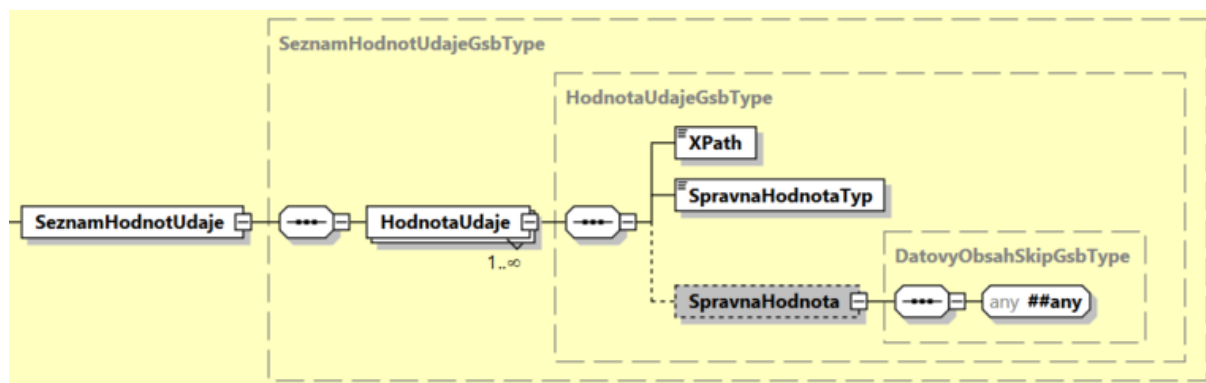 SeznamHodnotUdajeGsbType
HodnotaUdajeGsbType
XPath
SpravnaHodnotaTyp
SeznamHodnotUdaje
HodnotaUdaje
1..∞
DatovyObsahSkipGsbType
SpravnaHodnota
any ##any